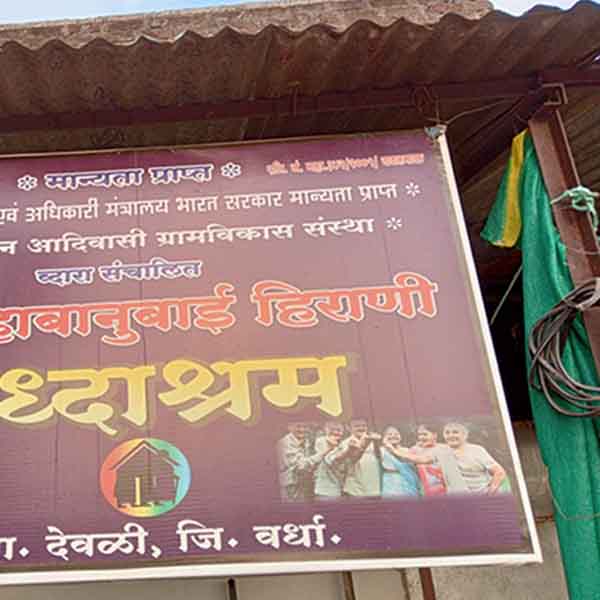 ❇ मान्यता प्राप्त ❇
एवं अधिकारी मंत्रालय भारत सरकार मान्यता प्राप्त ❇
न आदिवासी ग्रामविकास संस्था ❇
व्दारा संचालित
हाबानुबाई हिराणी
ध्दाश्रम
ा. देवळी, जि. वर्धा.